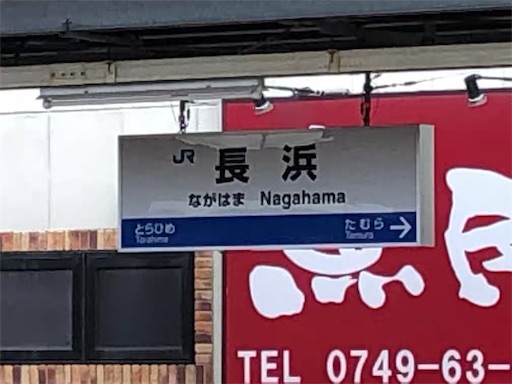 JR 長浜
ながはま Nagahama
とらひめ たむら →
Torahime Tamura
TEL 0749-63-